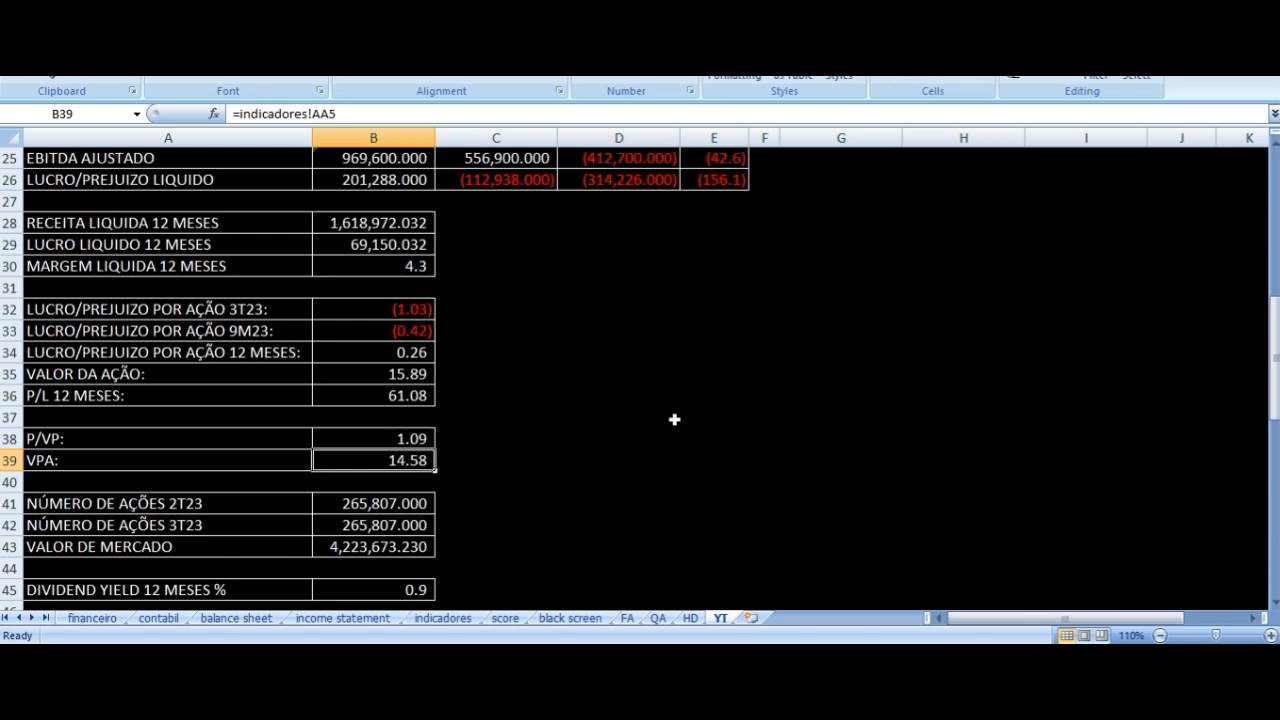 Clipboard Font Alignment Number Styles Cells Editing
B39 fx =indicadores!AA5
A B C D E F G H I J K
25 EBITDA AJUSTADO 969,600.000 556,900.000 (412,700.000) (42.6)
26 LUCRO/PREJUIZO LIQUIDO 201,288.000 (112,938.000) (314,226.000) (156.1)
27
28 RECEITA LIQUIDA 12 MESES 1,618,972.032
29 LUCRO LIQUIDO 12 MESES 69,150.032
30 MARGEM LIQUIDA 12 MESES 4.3
31
32 LUCRO/PREJUIZO POR AÇÃO 3T23: (1.03)
33 LUCRO/PREJUIZO POR AÇÃO 9M23: (0.42)
34 LUCRO/PREJUIZO POR AÇÃO 12 MESES: 0.26
35 VALOR DA AÇÃO: 15.89
36 P/L 12 MESES: 61.08
37
38 P/VP: 1.09
39 VPA: 14.58
40
41 NÚMERO DE AÇÕES 2T23 265,807.000
42 NÚMERO DE AÇÕES 3T23 265,807.000
43 VALOR DE MERCADO 4,223,673.230
44
45 DIVIDEND YIELD 12 MESES % 0.9
financeiro contabil balance sheet income statement indicadores score black screen FA QA HD YT
Ready 110%